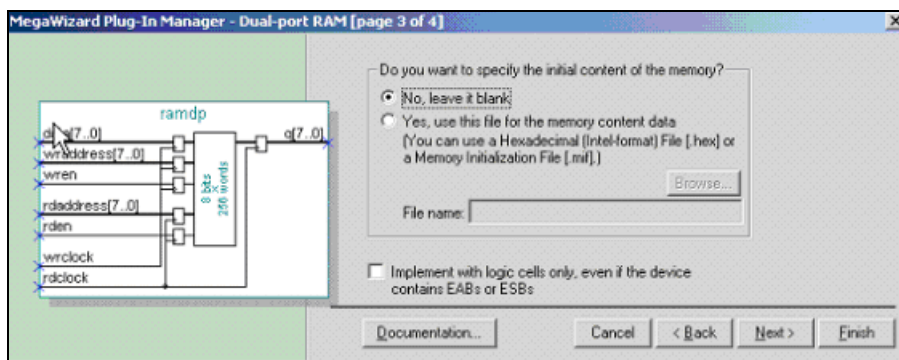 MegaWizard Plug-In Manager - Dual-port RAM [page 3 of 4]
ramdp
[7..0]
wraddress[7..0]
wren
rdaddress[7..0]
rden
wrclock
rdclock
q[7..0]
8 bits
×
256 words
Do you want to specify the initial content of the memory?
No, leave it blank
Yes, use this file for the memory content data
(You can use a Hexadecimal (Intel-format) File [.hex] or
a Memory Initialization File [.mif].)
Browse...
File name:
Implement with logic cells only, even if the device
contains EABs or ESBs
Documentation...
Cancel
< Back
Next >
Finish